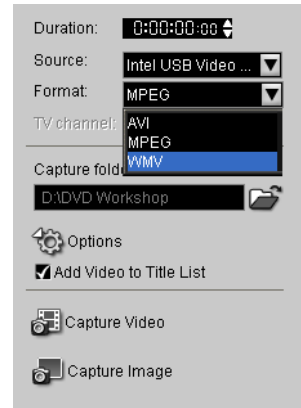 Duration: 0:00:00:00
Source: Intel USB Video ...
Format: MPEG
TV channel: AVI
MPEG
WMV
Capture fold
D:\DVD Workshop
Options
Add Video to Title List
Capture Video
Capture Image